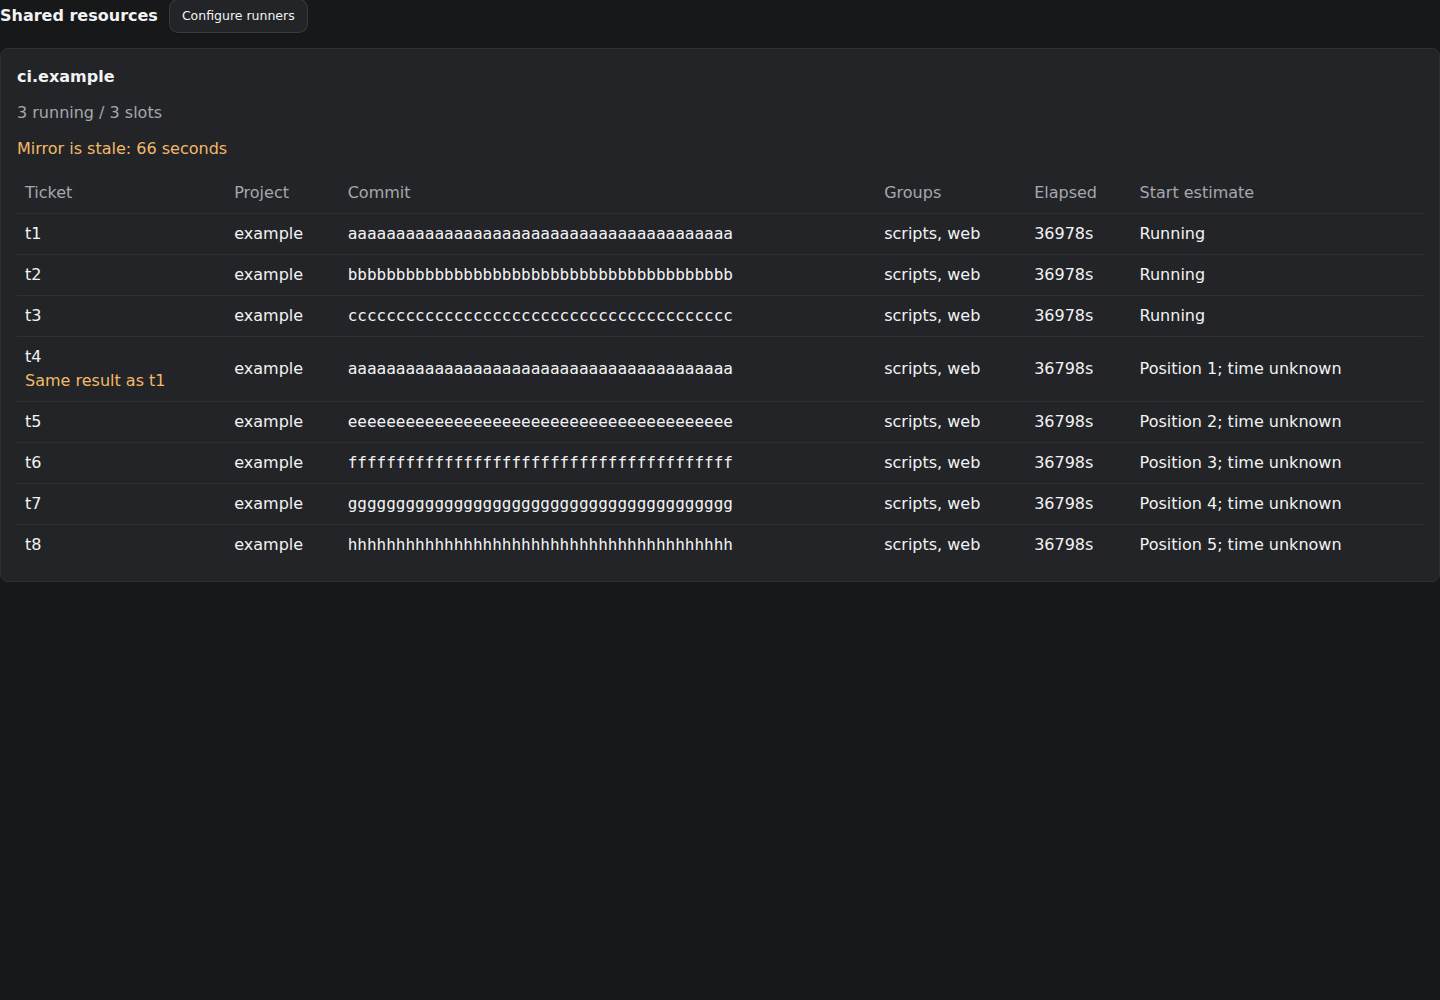 Shared resources Configure runners
ci.example
3 running / 3 slots
Mirror is stale: 66 seconds
Ticket Project Commit Groups Elapsed Start estimate
t1 example aaaaaaaaaaaaaaaaaaaaaaaaaaaaaaaaaaaaaaaa scripts, web 36978s Running
t2 example bbbbbbbbbbbbbbbbbbbbbbbbbbbbbbbbbbbbbbbb scripts, web 36978s Running
t3 example cccccccccccccccccccccccccccccccccccccccc scripts, web 36978s Running
t4 example aaaaaaaaaaaaaaaaaaaaaaaaaaaaaaaaaaaaaaaa scripts, web 36798s Position 1; time unknown
Same result as t1
t5 example eeeeeeeeeeeeeeeeeeeeeeeeeeeeeeeeeeeeeeee scripts, web 36798s Position 2; time unknown
t6 example ffffffffffffffffffffffffffffffffffffffff scripts, web 36798s Position 3; time unknown
t7 example gggggggggggggggggggggggggggggggggggggggg scripts, web 36798s Position 4; time unknown
t8 example hhhhhhhhhhhhhhhhhhhhhhhhhhhhhhhhhhhhhhhh scripts, web 36798s Position 5; time unknown